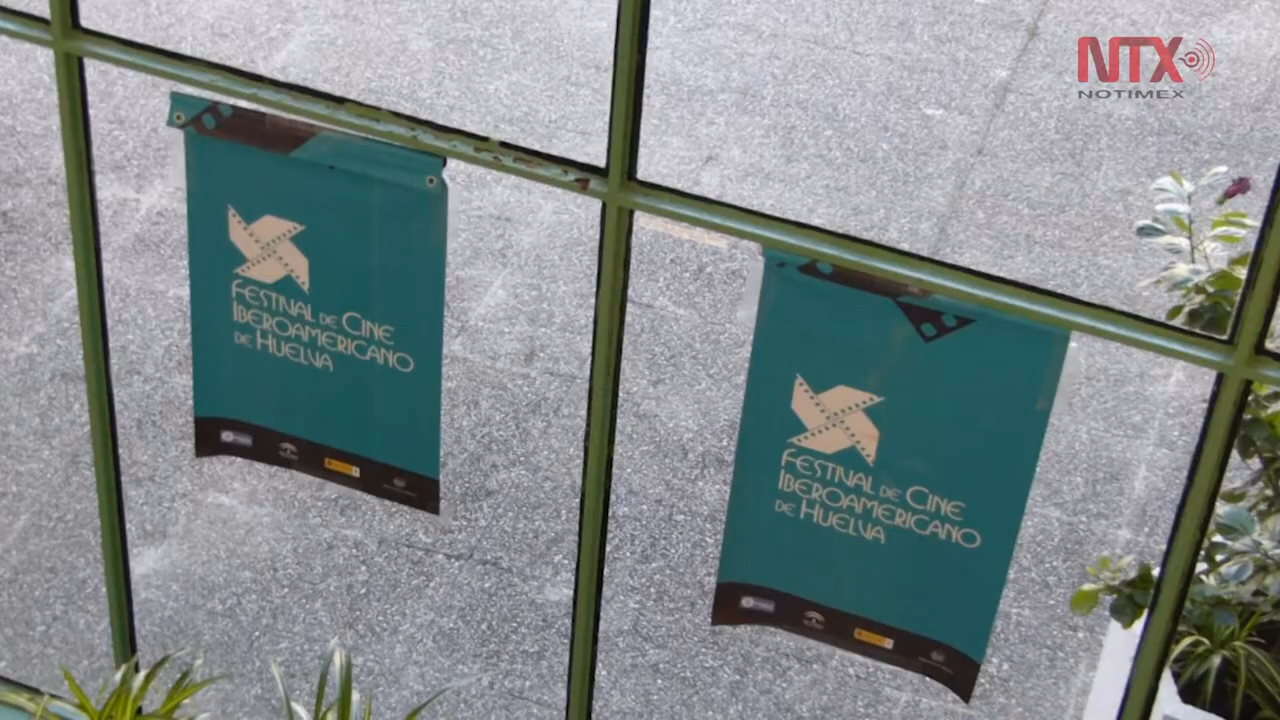 NTX
NOTIMEX
FESTIVAL DE CINE
IBEROAMERICANO
DE HUELVA
FESTIVAL DE CINE
IBEROAMERICANO
DE HUELVA